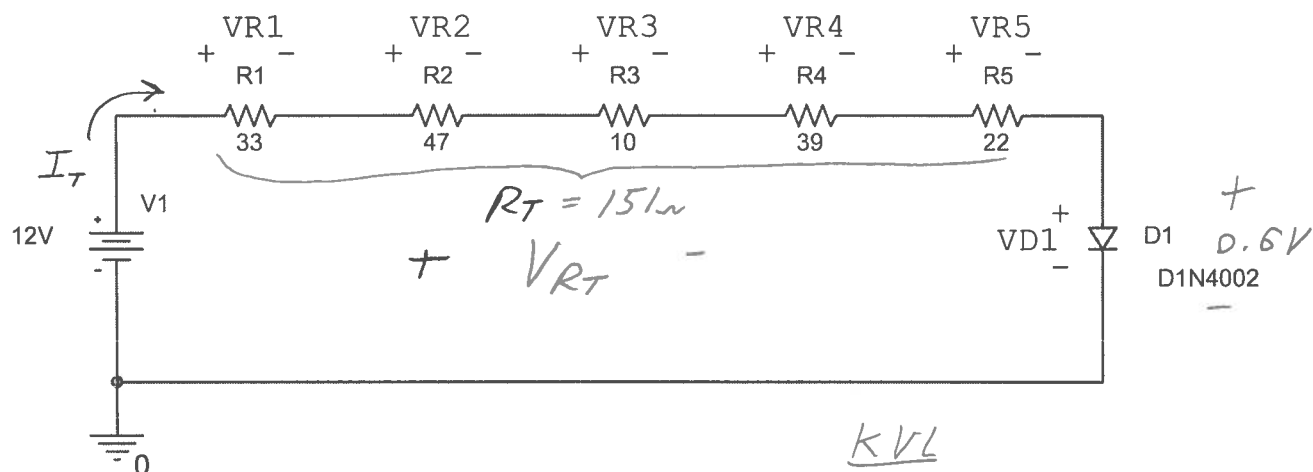 VR1 VR2 VR3 VR4 VR5
+ - + - + - + - + -
R1 R2 R3 R4 R5
33 47 10 39 22
I_T
R_T = 151Ω
V1
+
12V
-
+ V_RT -
+
VD1
-
D1
D1N4002
+
0.6V
-
0
KVL